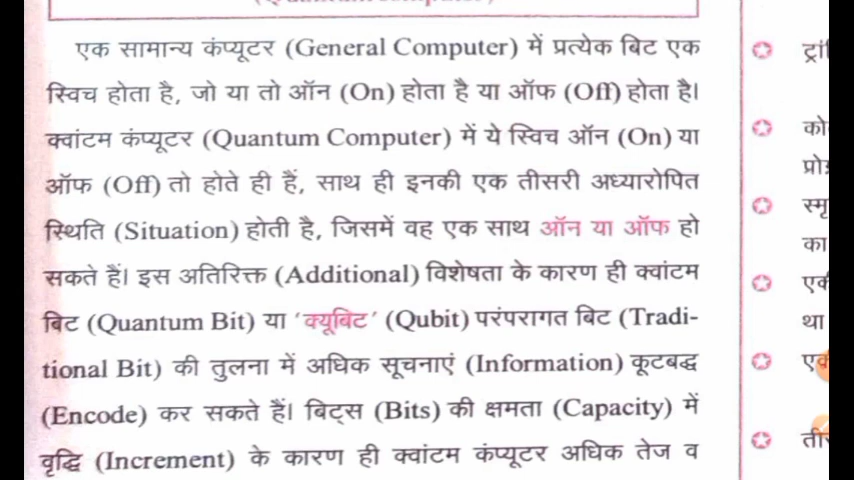 एक सामान्य कंप्यूटर (General Computer) में प्रत्येक बिट एक
स्विच होता है, जो या तो ऑन (On) होता है या ऑफ (Off) होता है।
क्वांटम कंप्यूटर (Quantum Computer) में ये स्विच ऑन (On) या
ऑफ (Off) तो होते ही हैं, साथ ही इनकी एक तीसरी अध्यारोपित
स्थिति (Situation) होती है, जिसमें वह एक साथ ऑन या ऑफ हो
सकते हैं। इस अतिरिक्त (Additional) विशेषता के कारण ही क्वांटम
बिट (Quantum Bit) या ‘क्यूबिट’ (Qubit) परंपरागत बिट (Tradi-
tional Bit) की तुलना में अधिक सूचनाएं (Information) कूटबद्ध
(Encode) कर सकते हैं। बिट्स (Bits) की क्षमता (Capacity) में
वृद्धि (Increment) के कारण ही क्वांटम कंप्यूटर अधिक तेज व